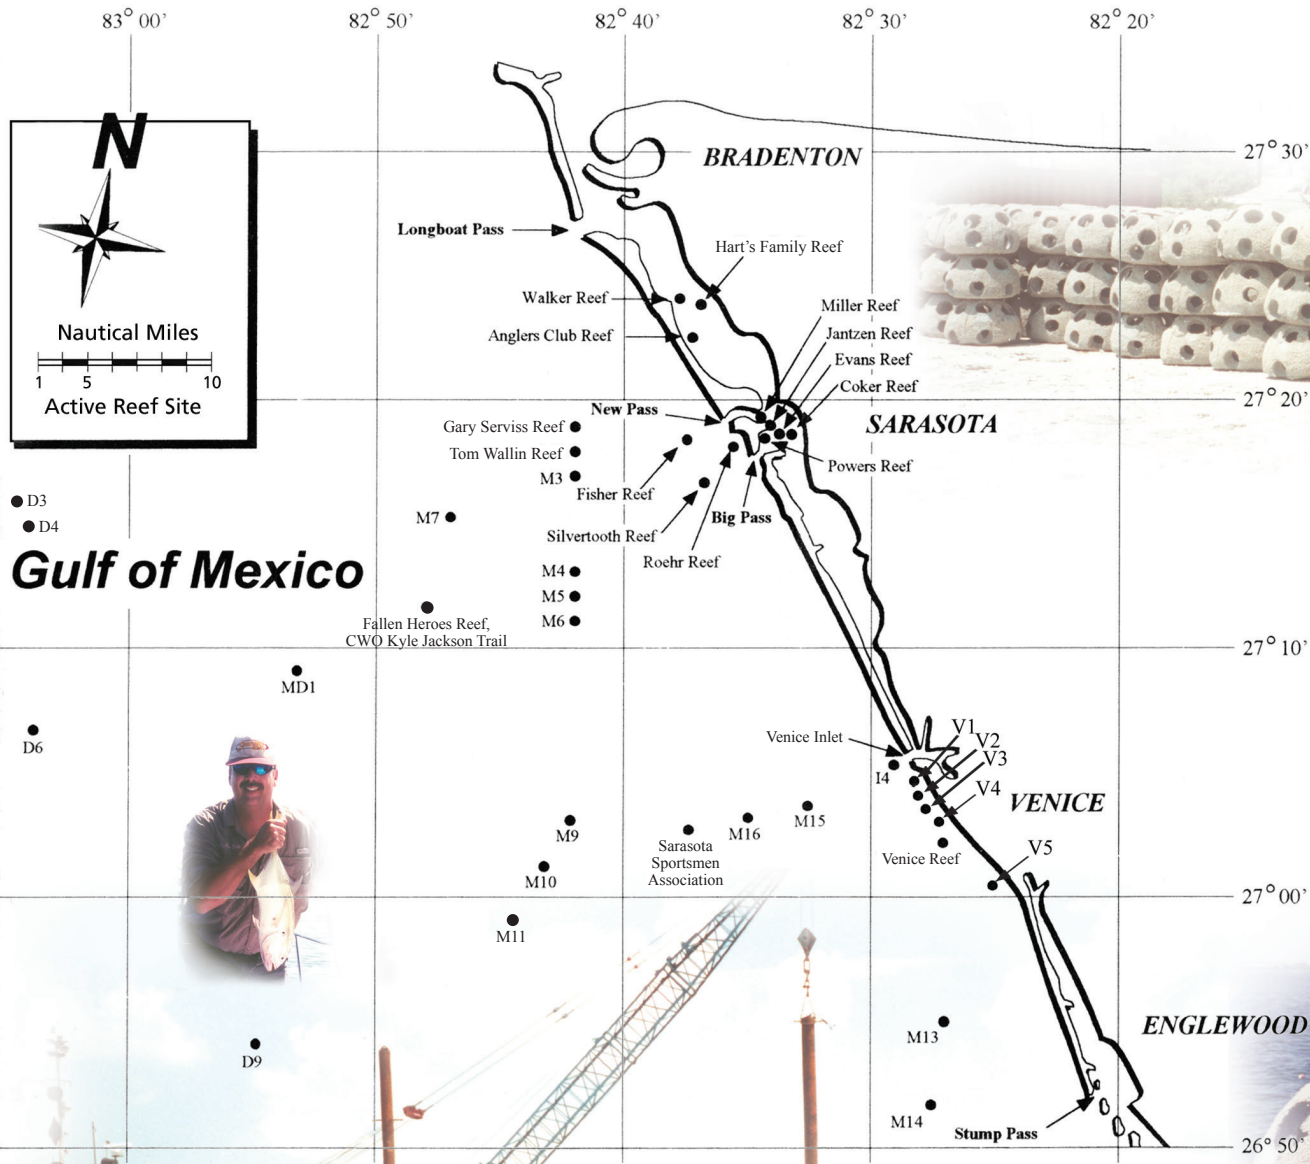 83° 00'
82° 50'
82° 40'
82° 30'
82° 20'
N
Nautical Miles
1 5 10
Active Reef Site
BRADENTON
27° 30'
Longboat Pass
Hart's Family Reef
Walker Reef
Miller Reef
Anglers Club Reef
Jantzen Reef
Evans Reef
Coker Reef
New Pass
27° 20'
SARASOTA
Gary Serviss Reef
Tom Wallin Reef
Powers Reef
M3
Fisher Reef
D3
M7
Big Pass
D4
Silvertooth Reef
Roehr Reef
Gulf of Mexico
M4
M5
M6
Fallen Heroes Reef,
CWO Kyle Jackson Trail
27° 10'
MD1
D6
Venice Inlet
V1
V2
V3
I4
V4
VENICE
M15
M16
M9
Sarasota
Sportsmen
Association
Venice Reef
V5
M10
27° 00'
M11
M13
ENGLEWOOD
D9
M14
Stump Pass
26° 50'